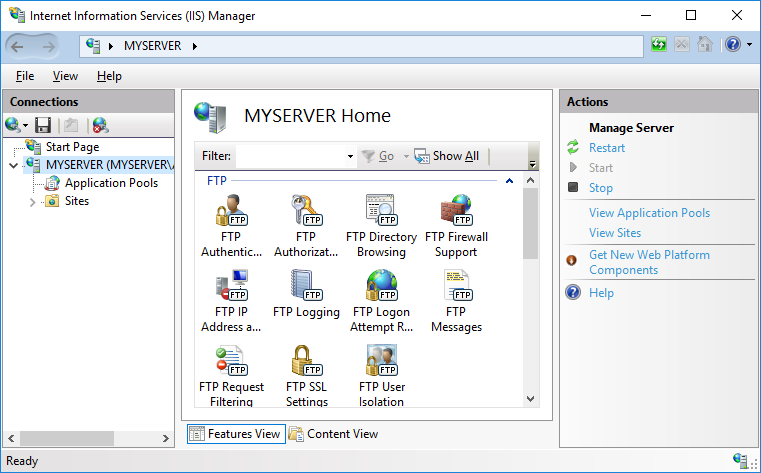 Internet Information Services (IIS) Manager
MYSERVER
File View Help
Connections
Start Page
MYSERVER (MYSERVER\
Application Pools
Sites
MYSERVER Home
Filter: Go Show All
FTP
FTP Authentic...
FTP Authorizat...
FTP Directory Browsing
FTP Firewall Support
FTP IP Address a...
FTP Logging
FTP Logon Attempt R...
FTP Messages
FTP Request Filtering
FTP SSL Settings
FTP User Isolation
Features View
Content View
Actions
Manage Server
Restart
Start
Stop
View Application Pools
View Sites
Get New Web Platform
Components
Help
Ready